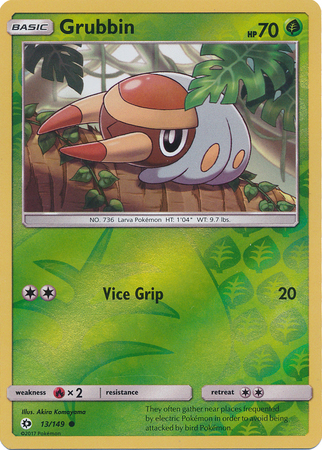 BASIC Grubbin HP70
NO. 736 Larva Pokémon HT: 1'04" WT: 9.7 lbs.
Vice Grip 20
weakness ×2 resistance retreat
Illus. Akira Komayama
13/149
©2017 Pokémon
They often gather near places frequented
by electric Pokémon in order to avoid being
attacked by bird Pokémon.